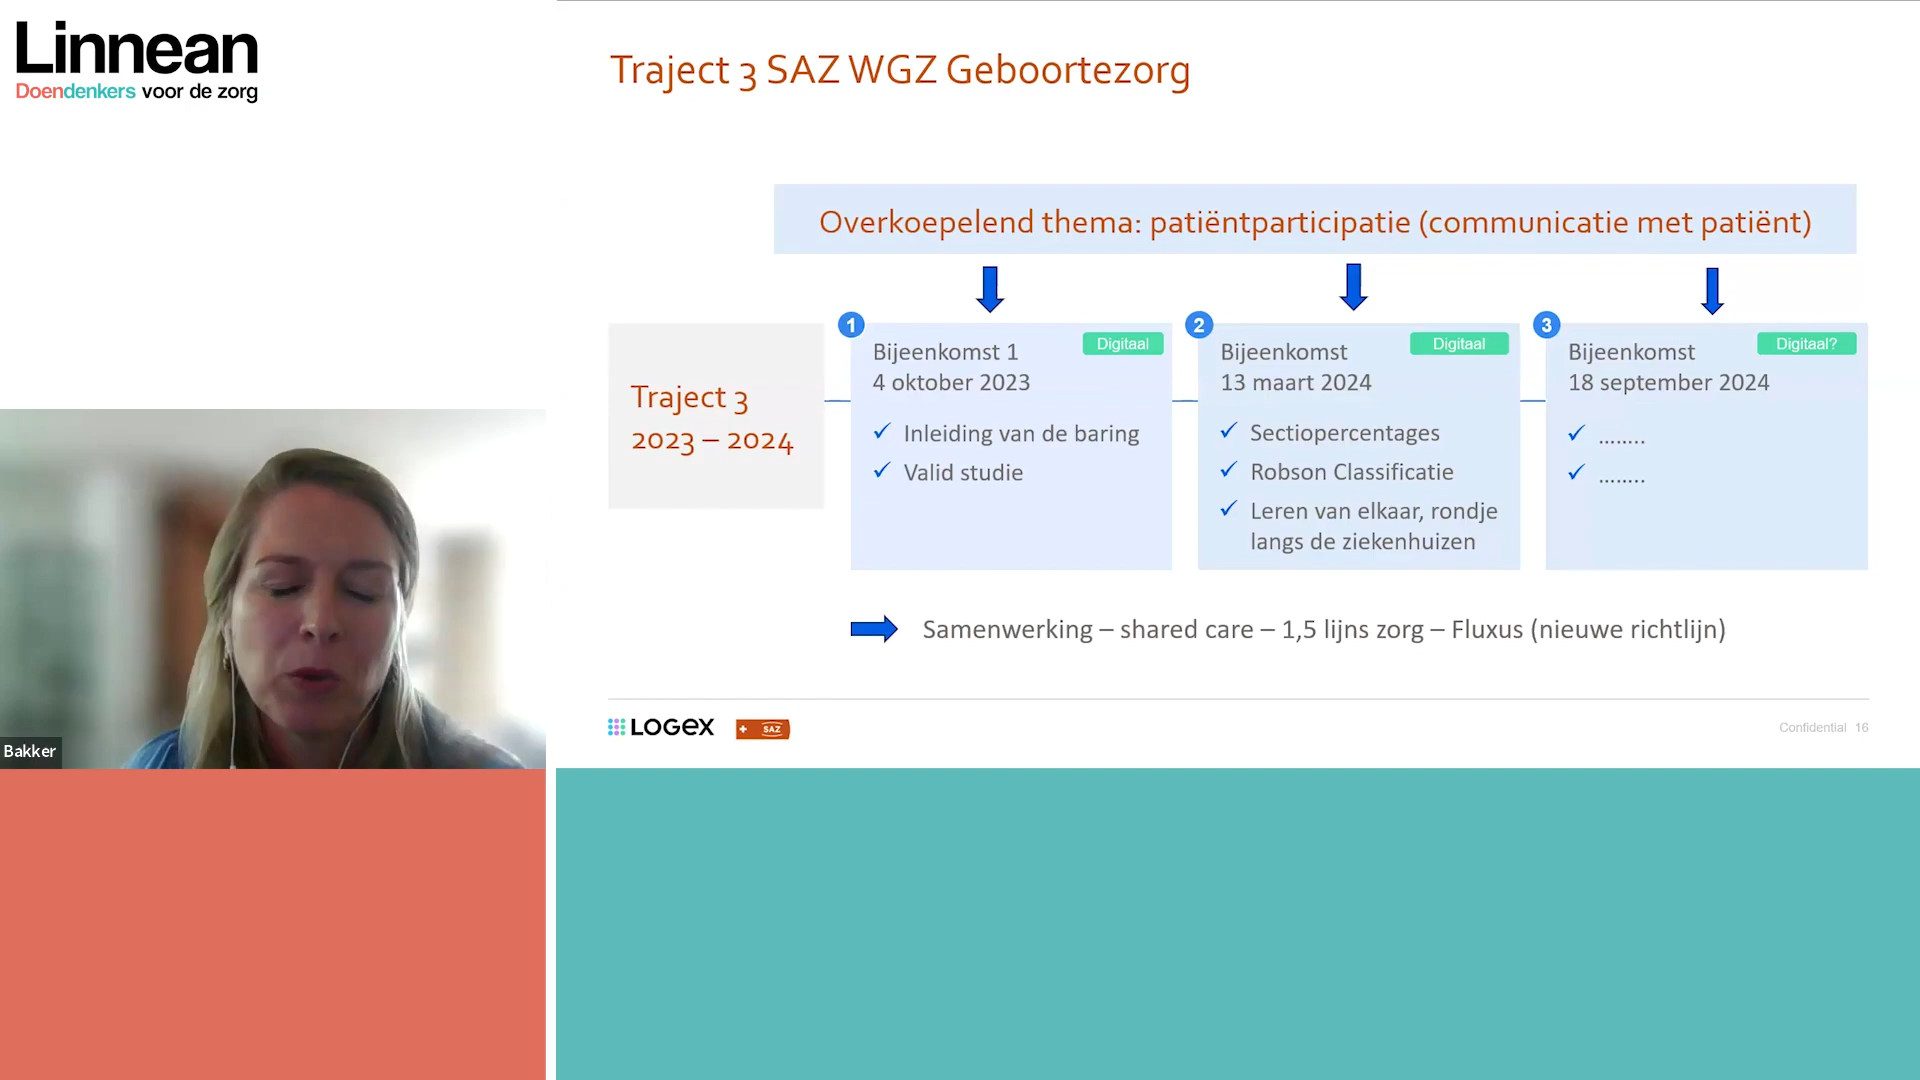 Linnean
Doendenkers voor de zorg
Traject 3 SAZ WGZ Geboortezorg
Overkoepelend thema: patiëntparticipatie (communicatie met patiënt)
Traject 3
2023 – 2024
1
Digitaal
Bijeenkomst 1
4 oktober 2023
✓ Inleiding van de baring
✓ Valid studie
2
Digitaal
Bijeenkomst
13 maart 2024
✓ Sectiopercentages
✓ Robson Classificatie
✓ Leren van elkaar, rondje
langs de ziekenhuizen
3
Digitaal?
Bijeenkomst
18 september 2024
✓ ........
✓ ........
Samenwerking – shared care – 1,5 lijns zorg – Fluxus (nieuwe richtlijn)
LOGEX
SAZ
Confidential 16
Bakker